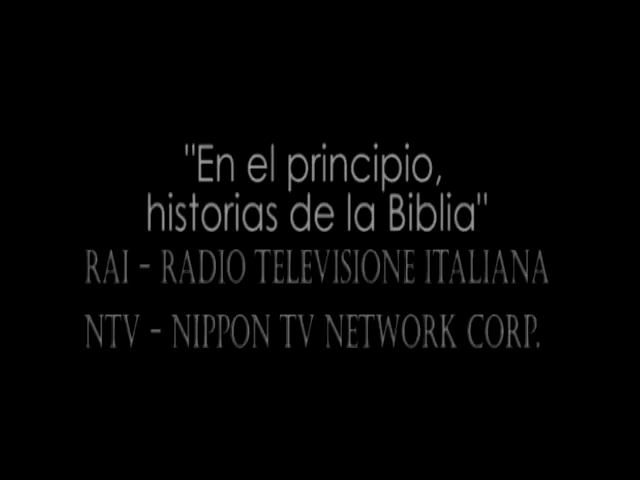 "En el principio,
historias de la Biblia"
RAI - RADIO TELEVISIONE ITALIANA
NTV - NIPPON TV NETWORK CORP.